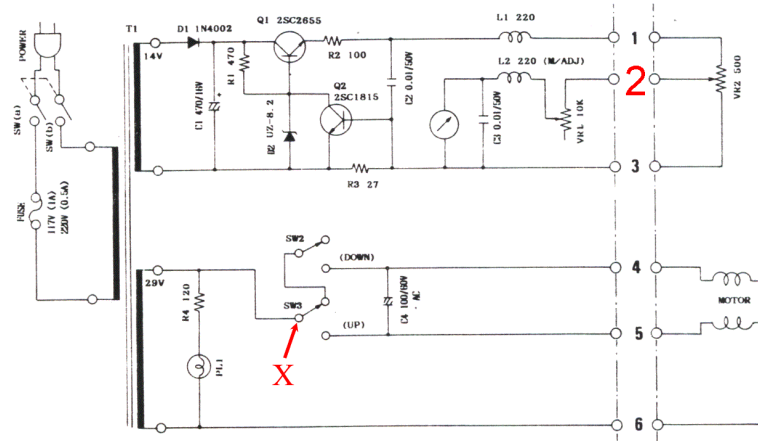 POWER
SW(a)
SW(b)
FUSE
117V (1A)
220V (0.5A)
T1
14V
D1 1N4002
C1 470/16V
+
R1 470
Q1 2SC2655
R2 100
Q2
2SC1815
D2 UZ-8.2
R3 27
C2 0.01/50V
L1 220
L2 220 (M/ADJ)
C3 0.01/50V
VR1 10K
VR2 500
1
2
3
29V
R4 120
PL1
SW2
(DOWN)
SW3
(UP)
X
C4 100/60V
AC
4
5
6
MOTOR